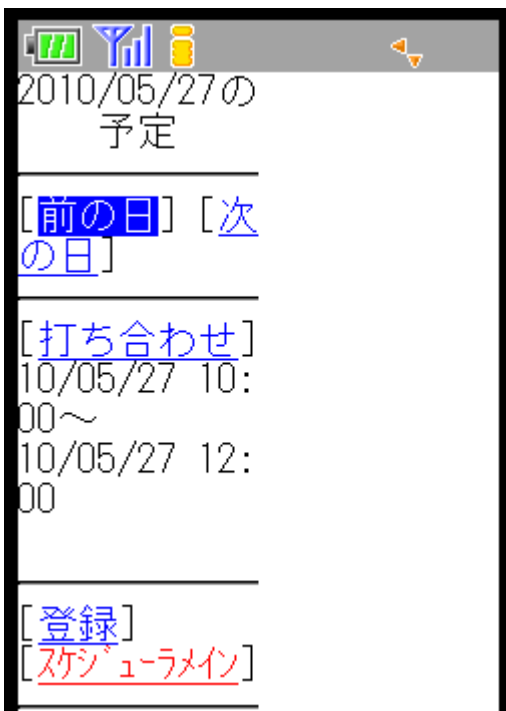 2010/05/27の
予定
[前の日] [次
の日]
[打ち合わせ]
10/05/27 10:
00～
10/05/27 12:
00
[登録]
[ｽｹｼﾞｭｰﾗﾒｲﾝ]